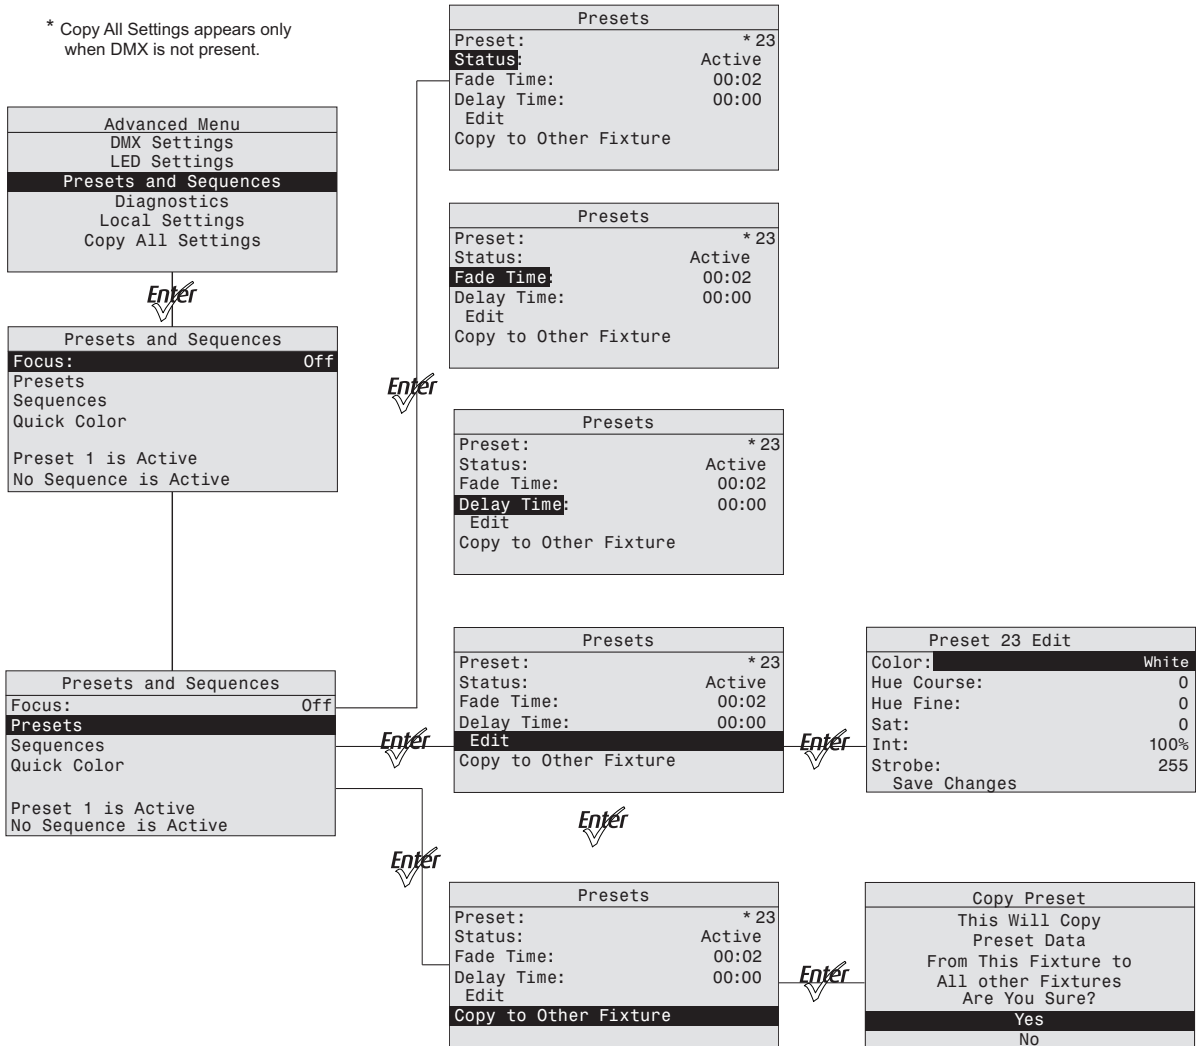 * Copy All Settings appears only
when DMX is not present.
Advanced Menu
DMX Settings
LED Settings
Presets and Sequences
Diagnostics
Local Settings
Copy All Settings
Enter
Presets and Sequences
Focus: Off
Presets
Sequences
Quick Color
Preset 1 is Active
No Sequence is Active
Presets and Sequences
Focus: Off
Presets
Sequences
Quick Color
Preset 1 is Active
No Sequence is Active
Enter
Enter
Enter
Presets
Preset: * 23
Status: Active
Fade Time: 00:02
Delay Time: 00:00
Edit
Copy to Other Fixture
Presets
Preset: * 23
Status: Active
Fade Time: 00:02
Delay Time: 00:00
Edit
Copy to Other Fixture
Presets
Preset: * 23
Status: Active
Fade Time: 00:02
Delay Time: 00:00
Edit
Copy to Other Fixture
Presets
Preset: * 23
Status: Active
Fade Time: 00:02
Delay Time: 00:00
Edit
Copy to Other Fixture
Enter
Preset 23 Edit
Color: White
Hue Course: 0
Hue Fine: 0
Sat: 0
Int: 100%
Strobe: 255
Save Changes
Enter
Presets
Preset: * 23
Status: Active
Fade Time: 00:02
Delay Time: 00:00
Edit
Copy to Other Fixture
Enter
Copy Preset
This Will Copy
Preset Data
From This Fixture to
All other Fixtures
Are You Sure?
Yes
No